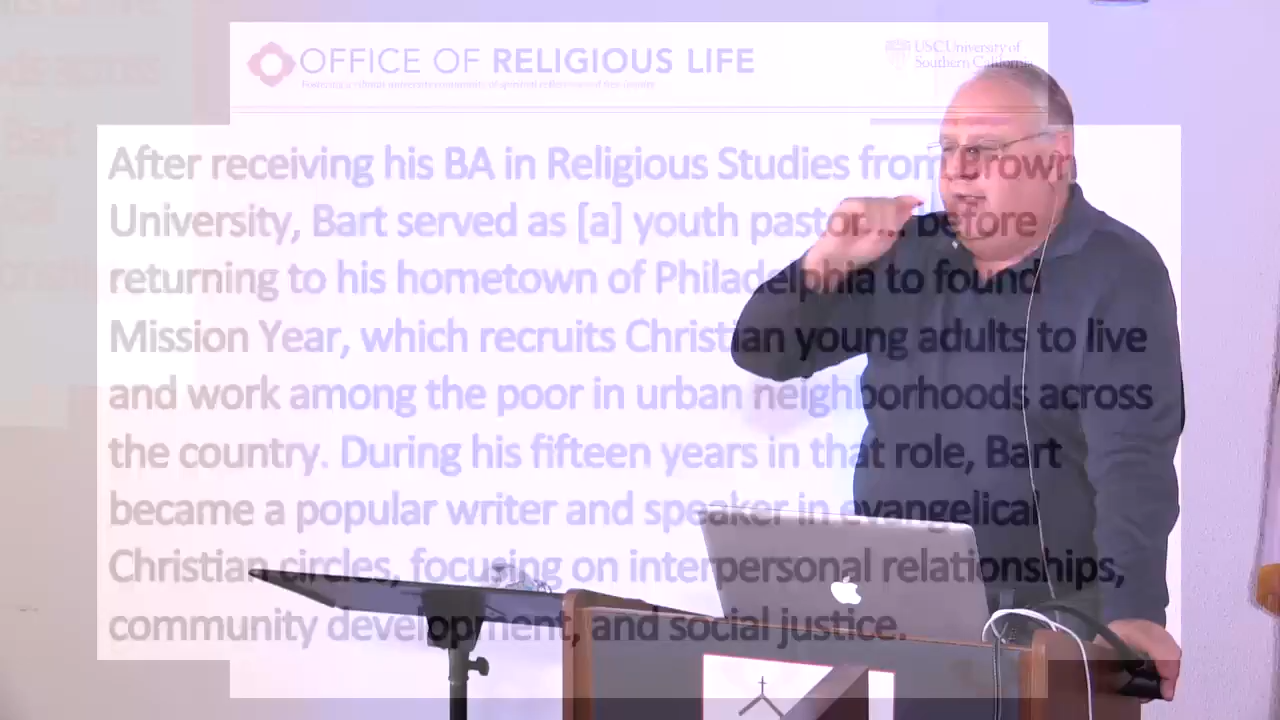 OFFICE OF RELIGIOUS LIFE
USC University of
Southern California
After receiving his BA in Religious Studies from Brown
University, Bart served as [a] youth pastor ... before
returning to his hometown of Philadelphia to found
Mission Year, which recruits Christian young adults to live
and work among the poor in urban neighborhoods across
the country. During his fifteen years in that role, Bart
became a popular writer and speaker in evangelical
Christian circles, focusing on interpersonal relationships,
community development, and social justice.
Bart